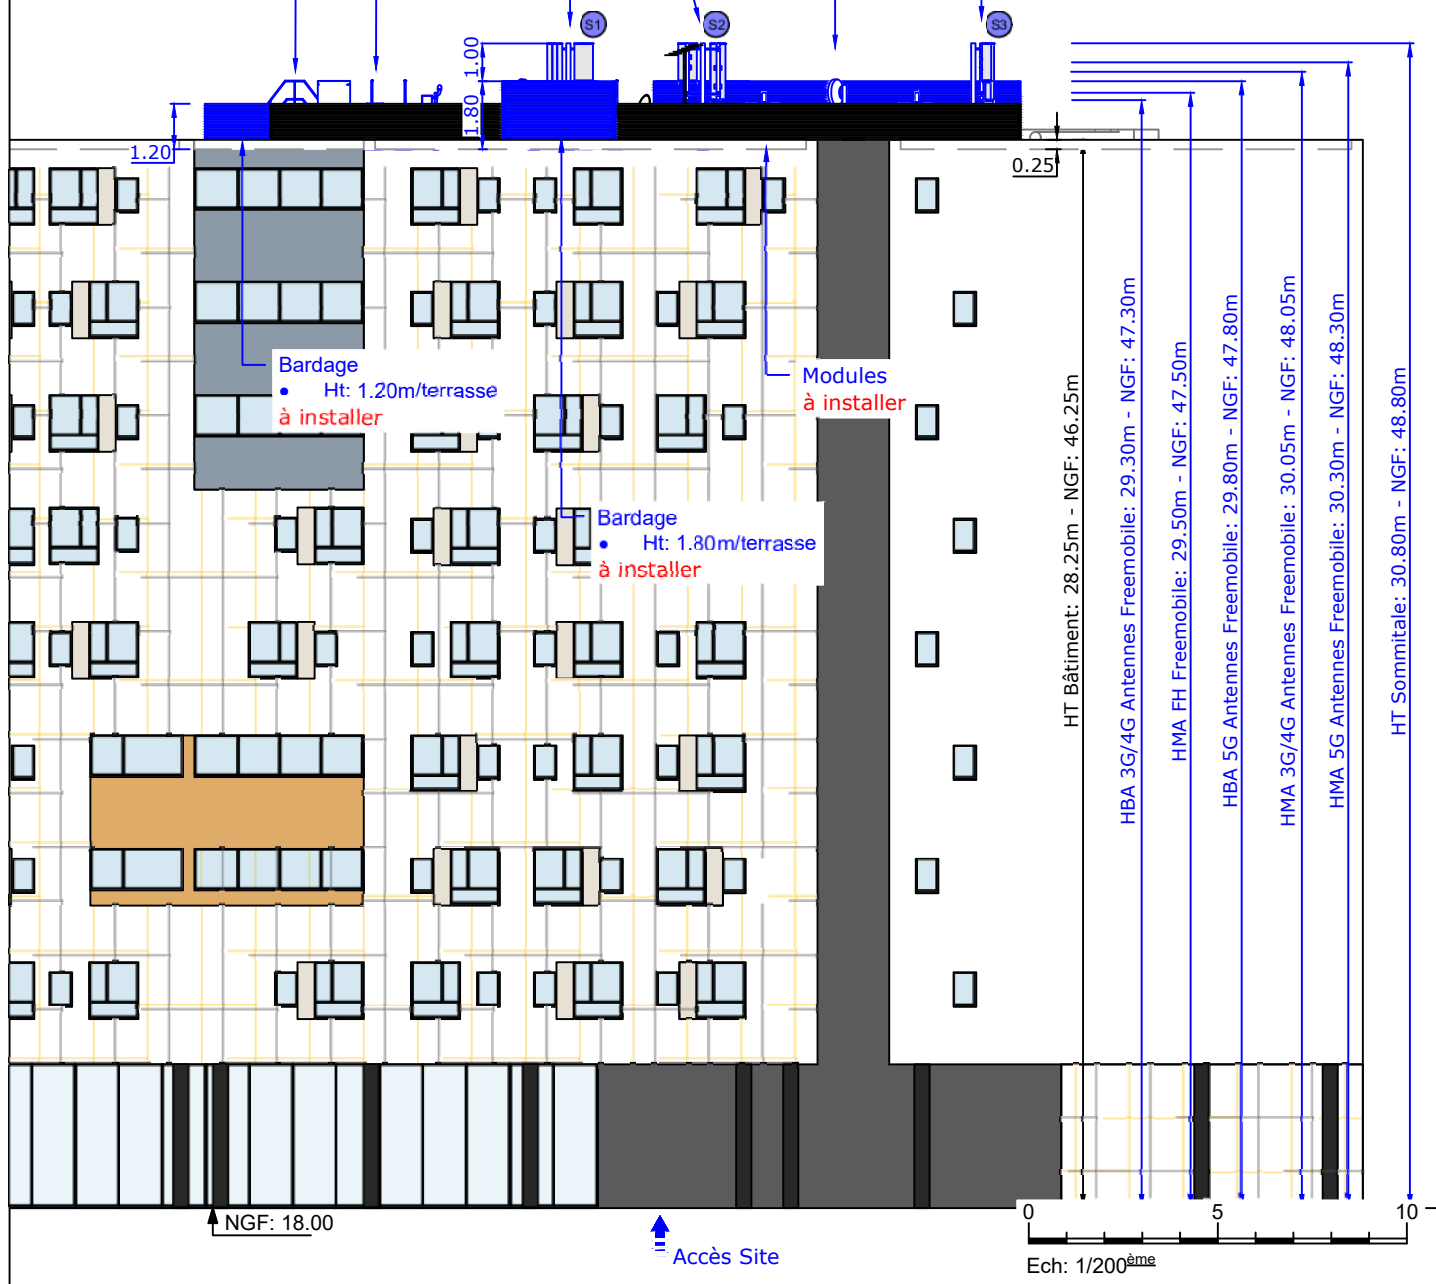 S1
S2
S3
1.00
1.80
1.20
0.25
Bardage
• Ht: 1.20m/terrasse
à installer
Modules
à installer
Bardage
• Ht: 1.80m/terrasse
à installer
HT Bâtiment: 28.25m - NGF: 46.25m
HBA 3G/4G Antennes Freemobile: 29.30m - NGF: 47.30m
HMA FH Freemobile: 29.50m - NGF: 47.50m
HBA 5G Antennes Freemobile: 29.80m - NGF: 47.80m
HMA 3G/4G Antennes Freemobile: 30.05m - NGF: 48.05m
HMA 5G Antennes Freemobile: 30.30m - NGF: 48.30m
HT Sommitale: 30.80m - NGF: 48.80m
NGF: 18.00
Accès Site
0 5 10
Ech: 1/200ème